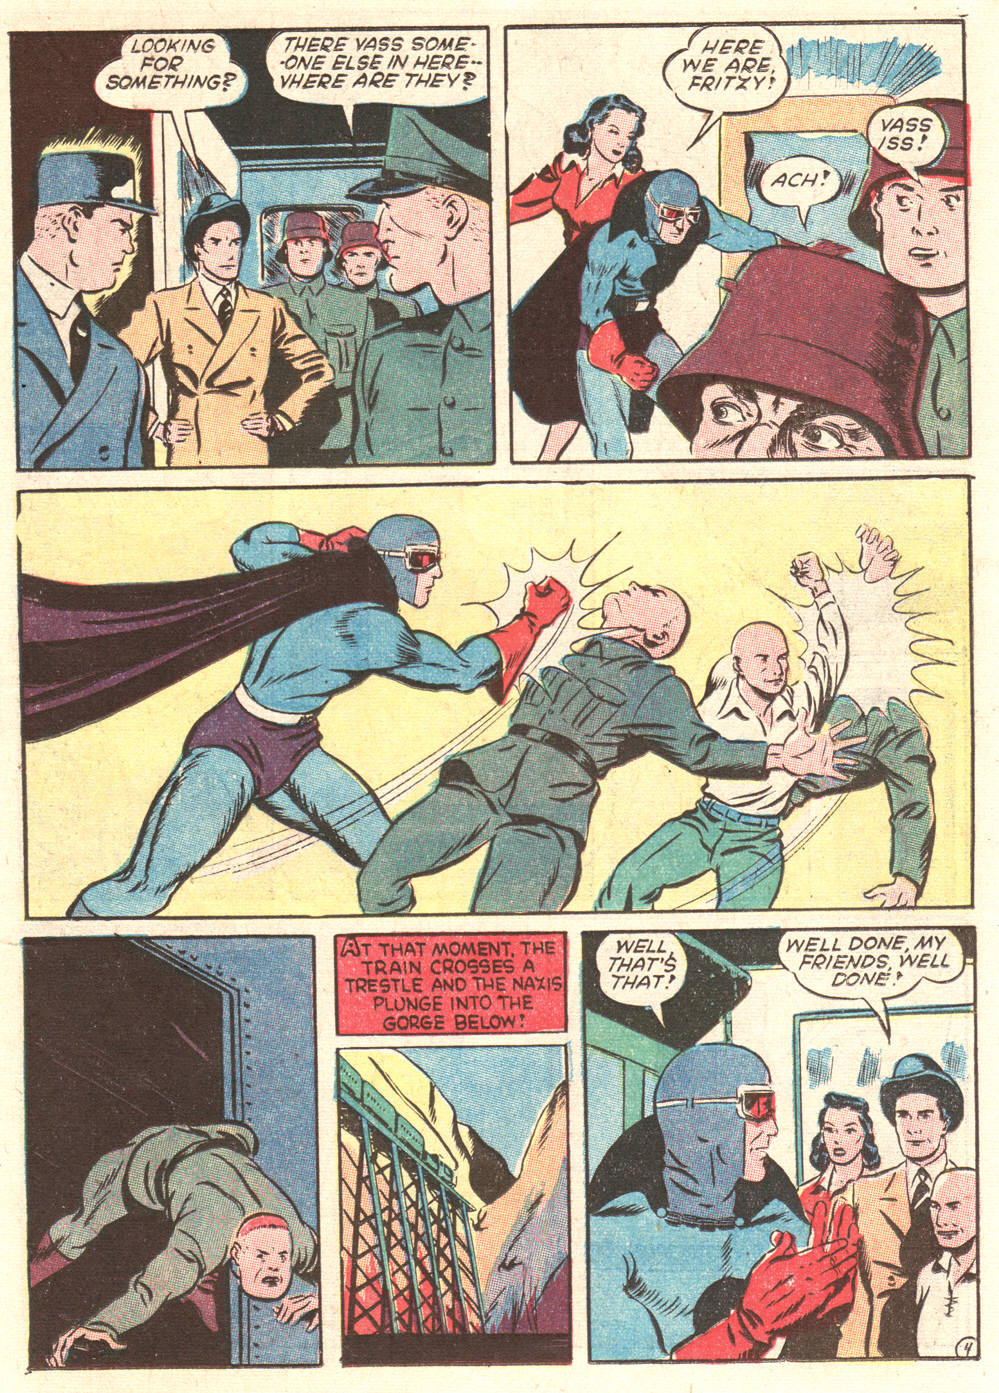 LOOKING
FOR
SOMETHING?
THERE VASS SOME-
-ONE ELSE IN HERE--
VHERE ARE THEY?
HERE
WE ARE,
FRITZY!
ACH!
VASS
ISS!
AT THAT MOMENT, THE
TRAIN CROSSES A
TRESTLE AND THE NAZIS
PLUNGE INTO THE
GORGE BELOW!
WELL,
THAT'S
THAT!
WELL DONE, MY
FRIENDS, WELL
DONE!
4